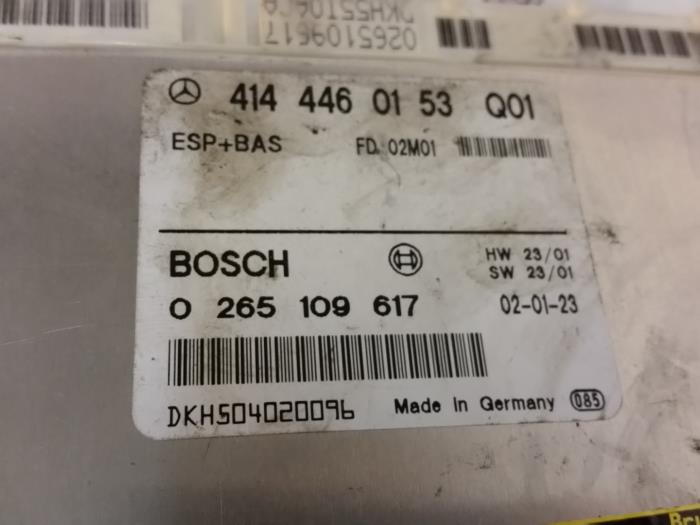 0265109617
414 446 01 53 Q01
ESP+BAS FD. 02M01
BOSCH HW 23/01
SW 23/01
0 265 109 617 02-01-23
DKH504020096 Made in Germany 085